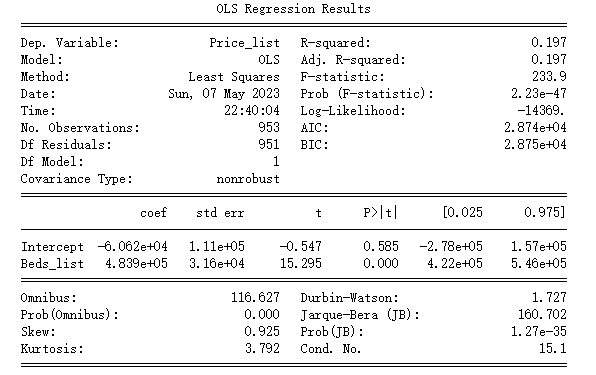 OLS Regression Results
Dep. Variable: Price_list R-squared: 0.197
Model: OLS Adj. R-squared: 0.197
Method: Least Squares F-statistic: 233.9
Date: Sun, 07 May 2023 Prob (F-statistic): 2.23e-47
Time: 22:40:04 Log-Likelihood: -14369.
No. Observations: 953 AIC: 2.874e+04
Df Residuals: 951 BIC: 2.875e+04
Df Model: 1
Covariance Type: nonrobust
coef std err t P>|t| [0.025 0.975]
Intercept -6.062e+04 1.11e+05 -0.547 0.585 -2.78e+05 1.57e+05
Beds_list 4.839e+05 3.16e+04 15.295 0.000 4.22e+05 5.46e+05
Omnibus: 116.627 Durbin-Watson: 1.727
Prob(Omnibus): 0.000 Jarque-Bera (JB): 160.702
Skew: 0.925 Prob(JB): 1.27e-35
Kurtosis: 3.792 Cond. No. 15.1